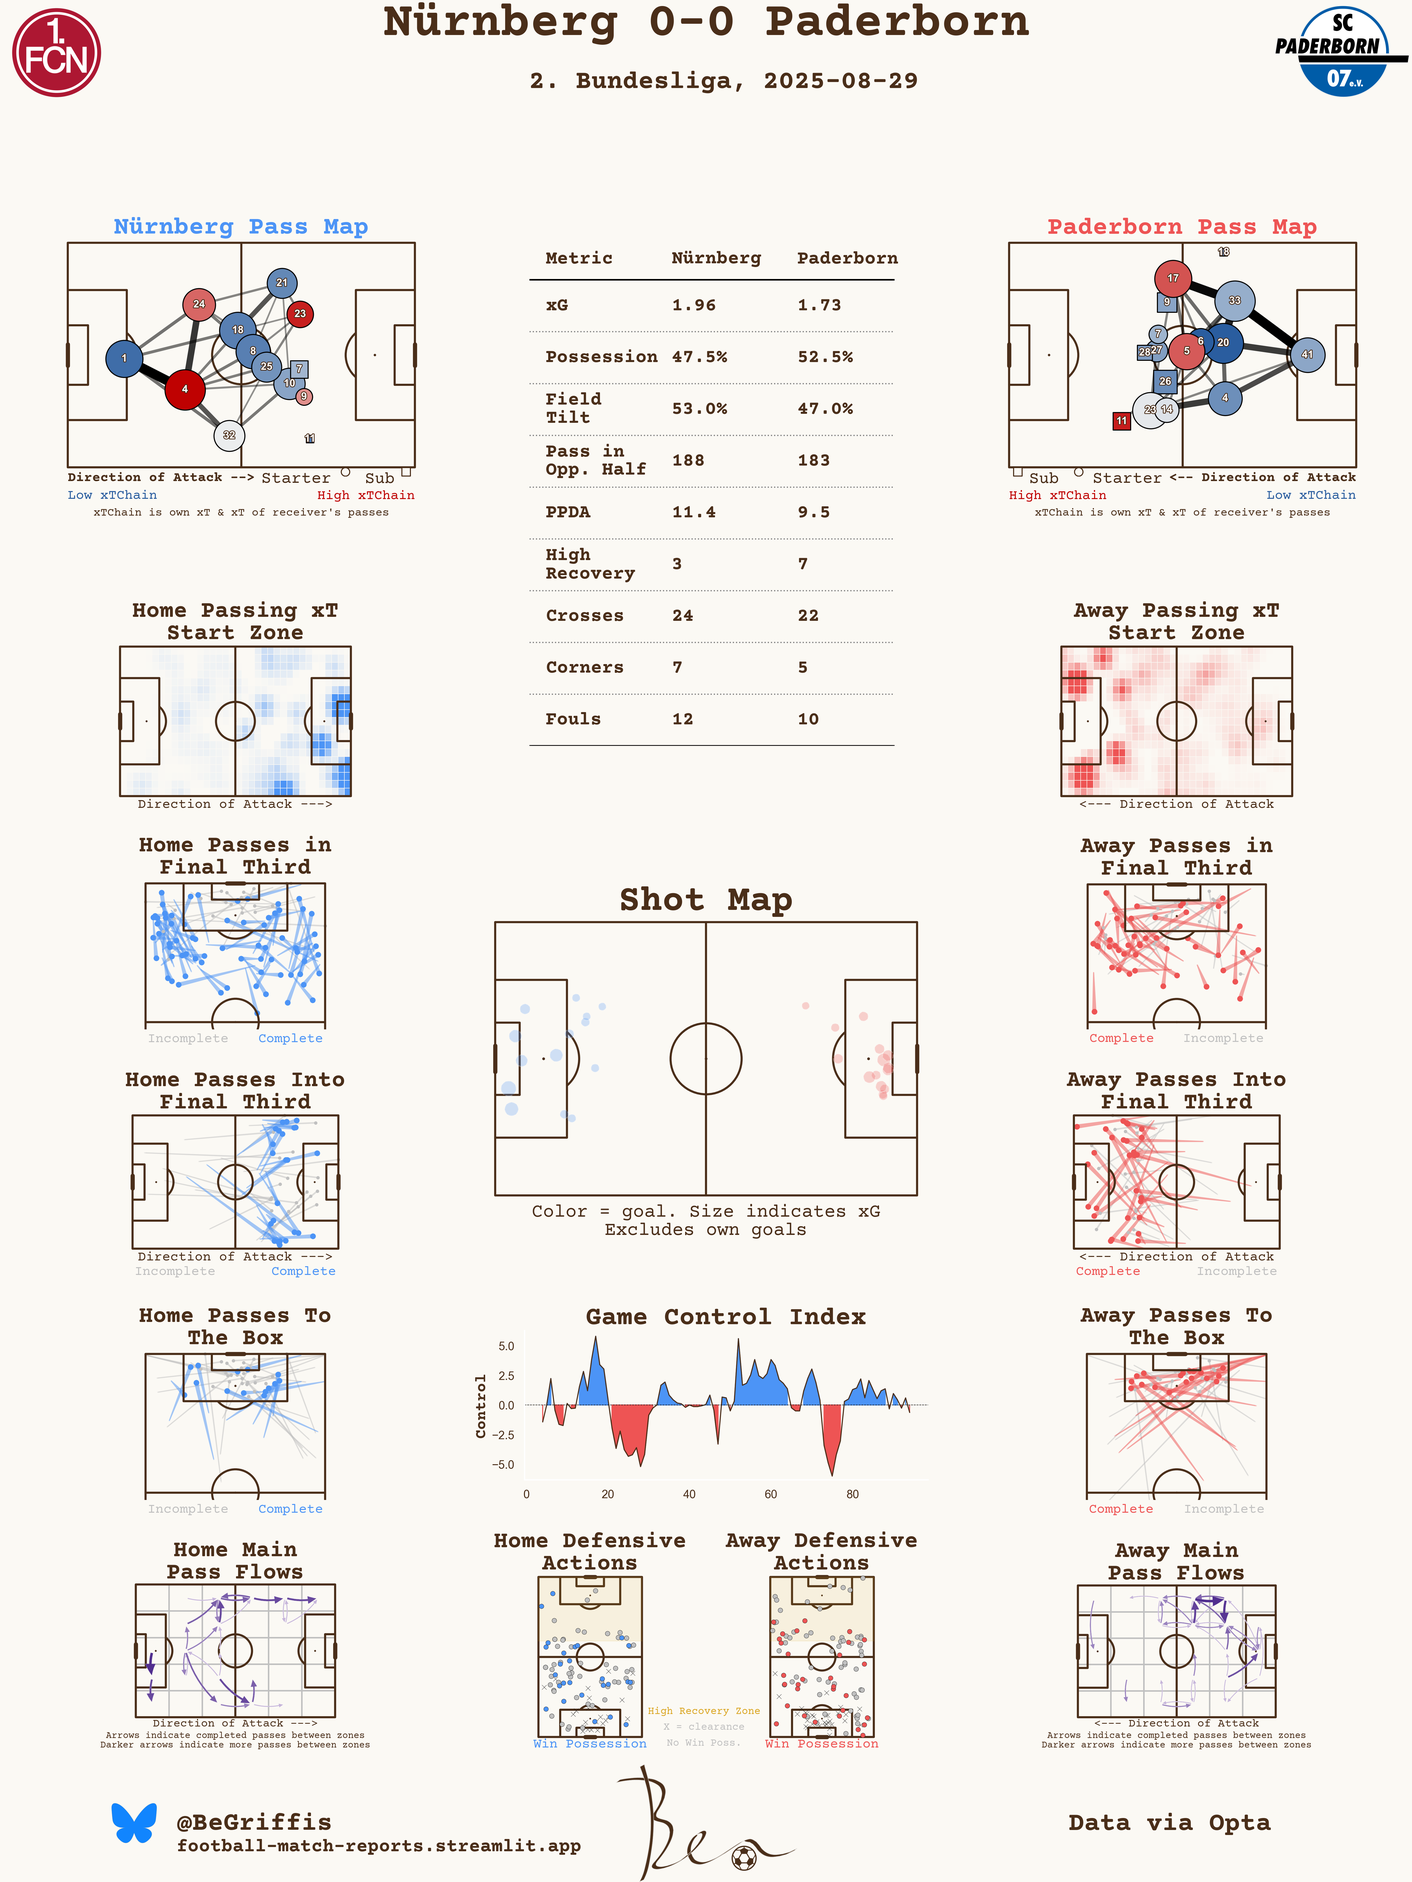 Nürnberg 0-0 Paderborn
2. Bundesliga, 2025-08-29
1.
FCN
SC
PADERBORN
07 e.V.
Nürnberg Pass Map
21
24
23
18
1
8
25
7
4
10
9
32
11
Direction of Attack --> Starter Sub
Low xTChain High xTChain
xTChain is own xT & xT of receiver's passes
Metric Nürnberg Paderborn
xG 1.96 1.73
Possession 47.5% 52.5%
Field
Tilt 53.0% 47.0%
Pass in
Opp. Half 188 183
PPDA 11.4 9.5
High
Recovery 3 7
Crosses 24 22
Corners 7 5
Fouls 12 10
Paderborn Pass Map
18
17
9
33
7
6
20
28
27
5
41
26
4
23
14
11
Sub Starter <-- Direction of Attack
High xTChain Low xTChain
xTChain is own xT & xT of receiver's passes
Home Passing xT
Start Zone
Direction of Attack --->
Away Passing xT
Start Zone
<--- Direction of Attack
Home Passes in
Final Third
Incomplete Complete
Shot Map
Color = goal. Size indicates xG
Excludes own goals
Away Passes in
Final Third
Complete Incomplete
Home Passes Into
Final Third
Direction of Attack --->
Incomplete Complete
Away Passes Into
Final Third
<--- Direction of Attack
Complete Incomplete
Home Passes To
The Box
Incomplete Complete
Game Control Index
Control
5.0
2.5
0.0
−2.5
−5.0
0 20 40 60 80
Away Passes To
The Box
Complete Incomplete
Home Main
Pass Flows
Direction of Attack --->
Arrows indicate completed passes between zones
Darker arrows indicate more passes between zones
Home Defensive
Actions
Win Possession
High Recovery Zone
X = clearance
No Win Poss.
Away Defensive
Actions
Win Possession
Away Main
Pass Flows
<--- Direction of Attack
Arrows indicate completed passes between zones
Darker arrows indicate more passes between zones
@BeGriffis
football-match-reports.streamlit.app
Ben
Data via Opta